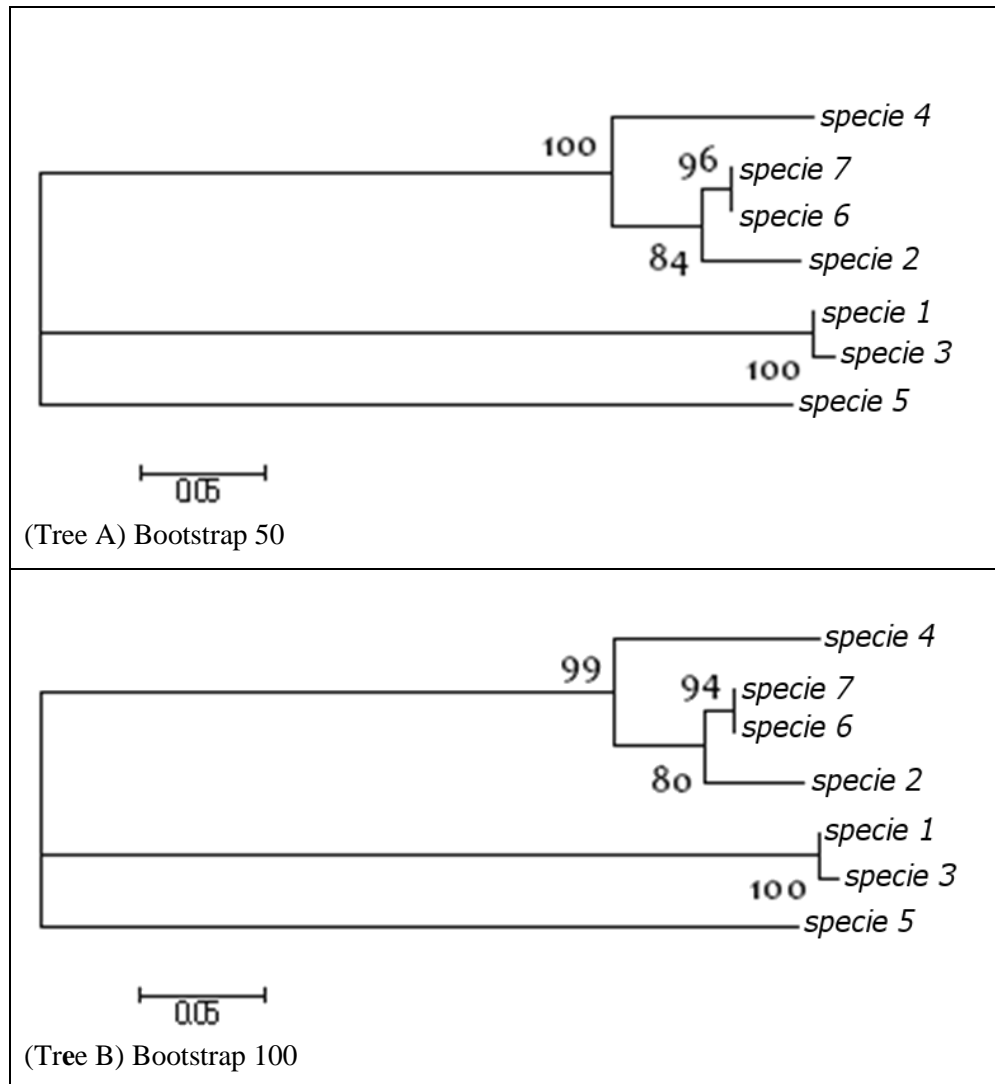 specie 4
100
96
specie 7
specie 6
84
specie 2
specie 1
specie 3
100
specie 5
0.05
(Tree A) Bootstrap 50
specie 4
99
94
specie 7
specie 6
80
specie 2
specie 1
specie 3
100
specie 5
0.05
(Tree B) Bootstrap 100